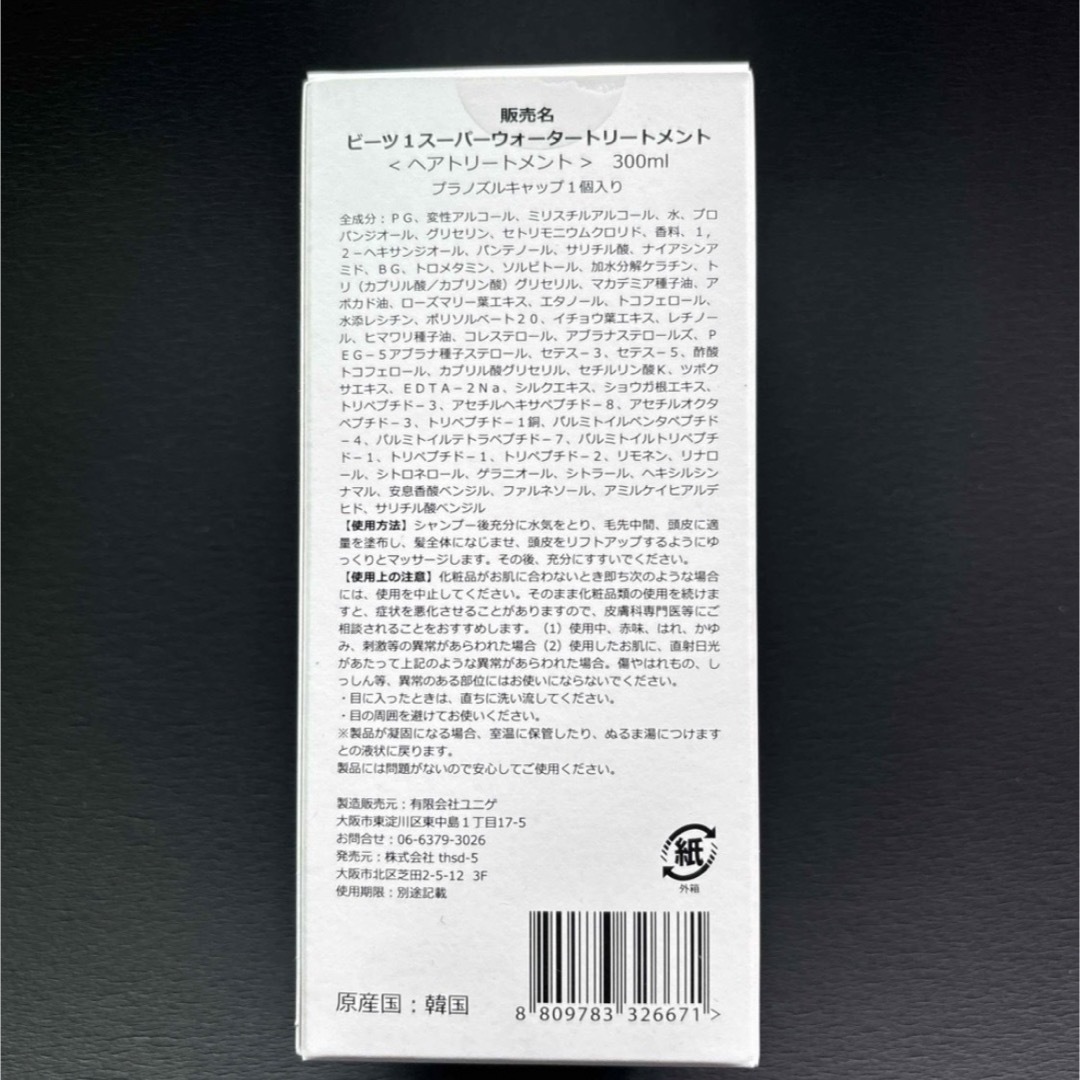 販売名
ビーツ1スーパーウォータートリートメント
<ヘアトリートメント> 300ml
プラノズルキャップ1個入り
全成分:PG、変性アルコール、ミリスチルアルコール、水、プロ
パンジオール、グリセリン、セトリモニウムクロリド、香料、1,
2-ヘキサンジオール、パンテノール、サリチル酸、ナイアシンア
ミド、BG、トロメタミン、ソルビトール、加水分解ケラチン、ト
リ(カプリル酸/カプリン酸)グリセリル、マカデミア種子油、ア
ボカド油、ローズマリー葉エキス、エタノール、トコフェロール、
水添レシチン、ポリソルベート20、イチョウ葉エキス、レチノー
ル、ヒマワリ種子油、コレステロール、アブラナステロールズ、P
EG-5アブラナ種子ステロール、セテス-3、セテス-5、酢酸
トコフェロール、カプリル酸グリセリル、セチルリン酸K、ツボク
サエキス、EDTA-2Na、シルクエキス、ショウガ根エキス、
トリペプチド-3、アセチルヘキサペプチド-8、アセチルオクタ
ペプチド-3、トリペプチド-1銅、パルミトイルペンタペプチド
-4、パルミトイルテトラペプチド-7、パルミトイルトリペプチ
ド-1、トリペプチド-1、トリペプチド-2、リモネン、リナロ
ール、シトロネロール、ゲラニオール、シトラール、ヘキシルシン
ナマル、安息香酸ベンジル、ファルネソール、アミルケイヒアルデ
ヒド、サリチル酸ベンジル
【使用方法】シャンプー後充分に水気をとり、毛先中間、頭皮に適
量を塗布し、髪全体になじませ、頭皮をリフトアップするようにゆ
っくりとマッサージします。その後、充分にすすいでください。
【使用上の注意】化粧品がお肌に合わないとき即ち次のような場合
には、使用を中止してください。そのまま化粧品類の使用を続けま
すと、症状を悪化させることがありますので、皮膚科専門医等にご
相談されることをおすすめします。(1)使用中、赤味、はれ、かゆ
み、刺激等の異常があらわれた場合(2)使用したお肌に、直射日光
があたって上記のような異常があらわれた場合。傷やはれもの、し
っしん等、異常のある部位にはお使いにならないでください。
・目に入ったときは、直ちに洗い流してください。
・目の周囲を避けてお使いください。
※製品が凝固になる場合、室温に保管したり、ぬるま湯につけます
との液状に戻ります。
製品には問題がないので安心してご使用ください。
製造販売元:有限会社ユニゲ
大阪市東淀川区東中島1丁目17-5
お問合せ:06-6379-3026
発売元:株式会社 thsd-5
大阪市北区芝田2-5-12 3F
使用期限:別途記載
紙
外箱
原産国;韓国
8 809783 326671>